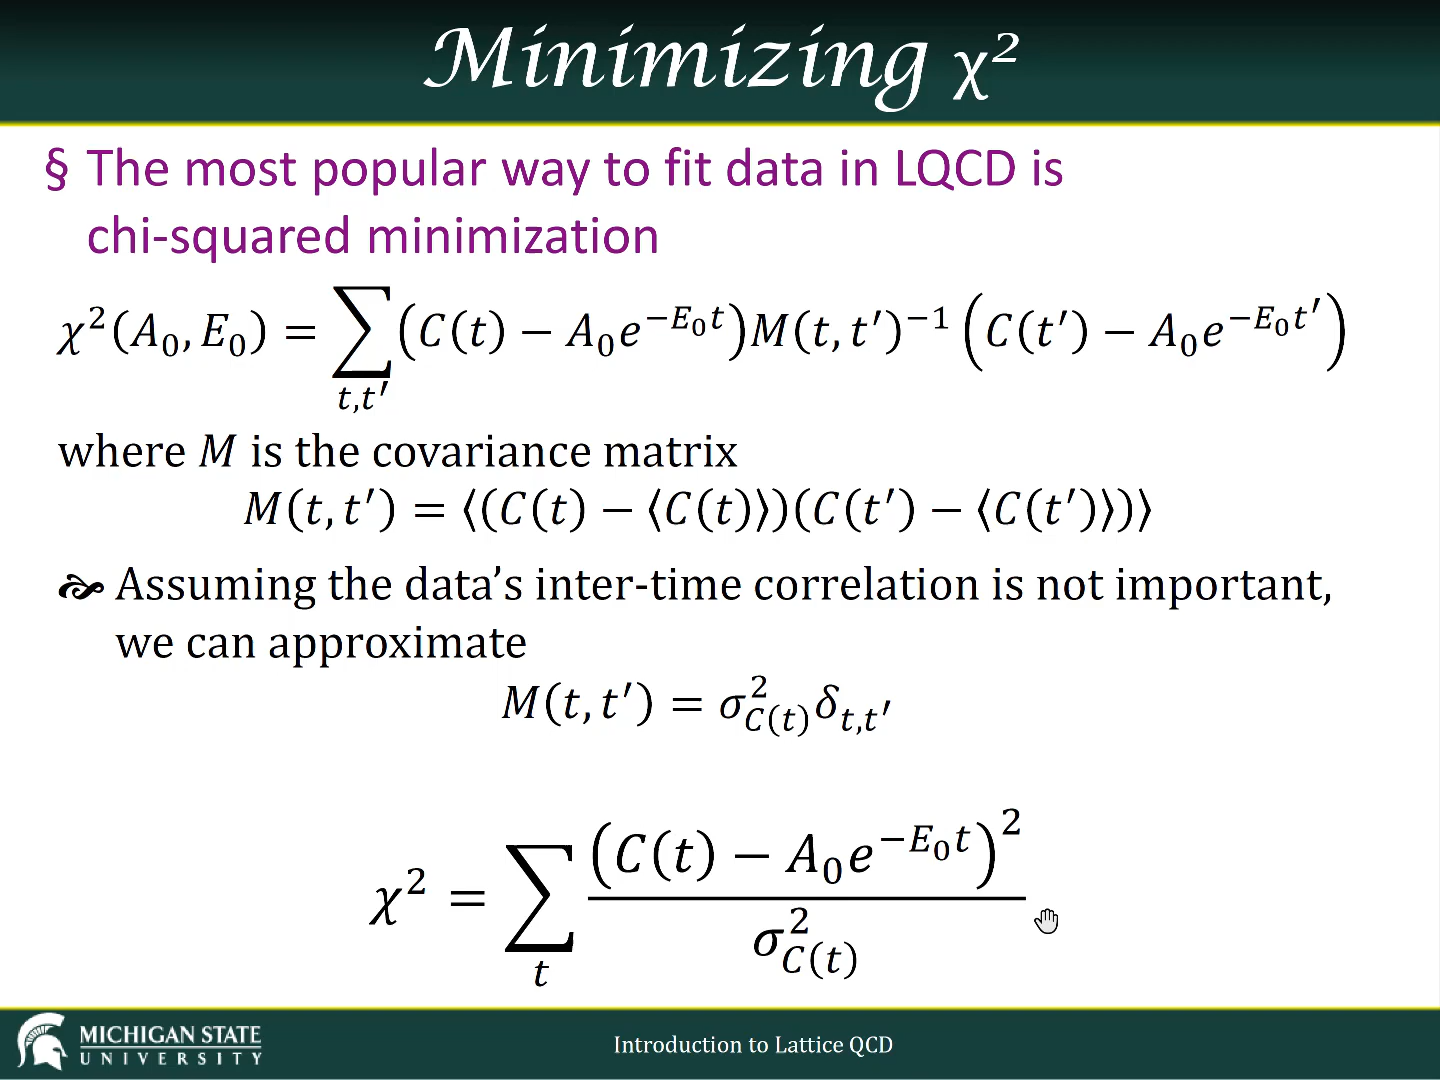 Minimizing χ²
§ The most popular way to fit data in LQCD is
chi-squared minimization
χ²(A₀, E₀) = ∑_{t,t′} (C(t) − A₀e^{−E₀t}) M(t, t′)^{−1} (C(t′) − A₀e^{−E₀t′})
where M is the covariance matrix
M(t, t′) = ⟨(C(t) − ⟨C(t)⟩)(C(t′) − ⟨C(t′)⟩)⟩
Assuming the data’s inter-time correlation is not important,
we can approximate
M(t, t′) = σ²_{C(t)} δ_{t,t′}
χ² = ∑_t (C(t) − A₀e^{−E₀t})² / σ²_{C(t)}
MICHIGAN STATE
UNIVERSITY
Introduction to Lattice QCD